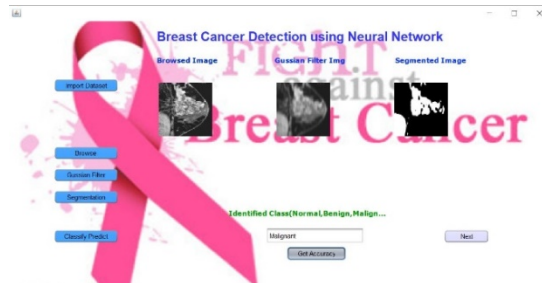 Breast Cancer Detection using Neural Network
FIGHT
against
Breast Cancer
Browsed Image
Gussian Filter Img
Segmented Image
Import Dataset
Browse
Gussian Filter
Segmentation
Identified Class(Normal,Benign,Malign...
Classify Predict
Malignant
Next
Get Accuracy